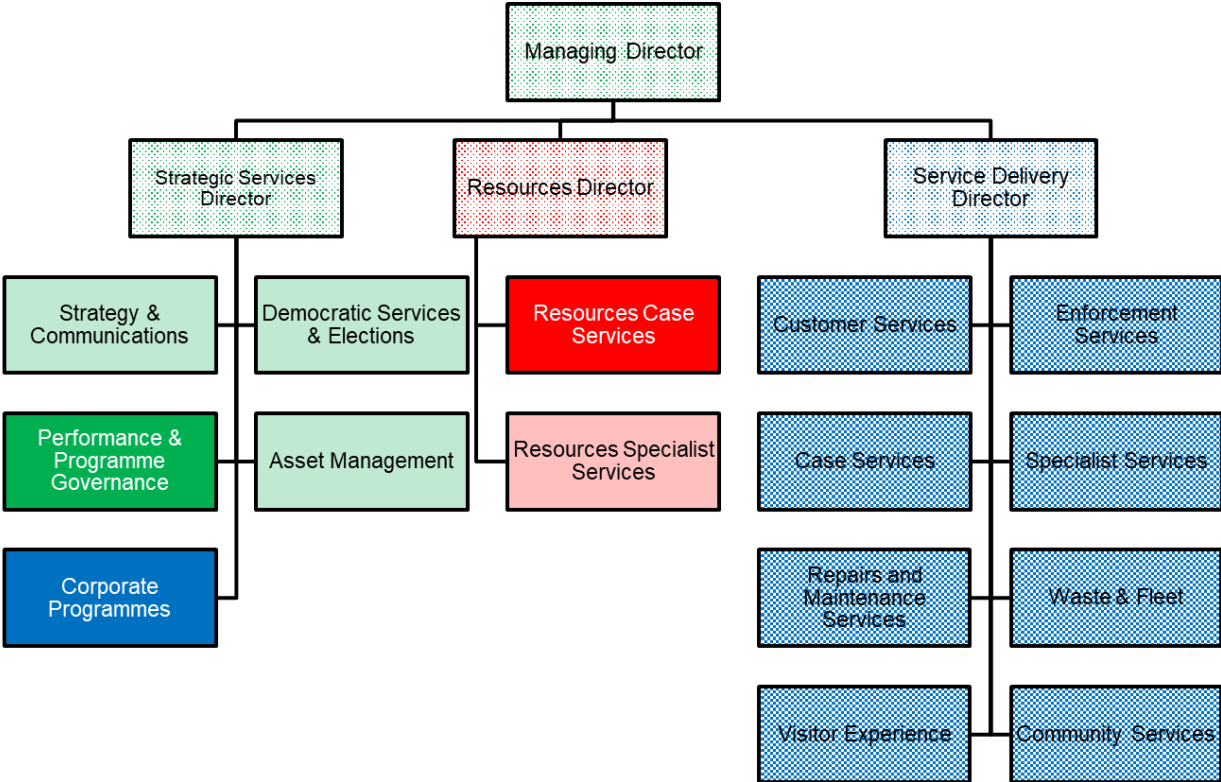 Managing Director
Strategic Services
Director
Resources Director
Service Delivery
Director
Strategy &
Communications
Democratic Services
& Elections
Resources Case
Services
Customer Services
Enforcement
Services
Performance &
Programme
Governance
Asset Management
Resources Specialist
Services
Case Services
Specialist Services
Corporate
Programmes
Repairs and
Maintenance
Services
Waste & Fleet
Visitor Experience
Community Services